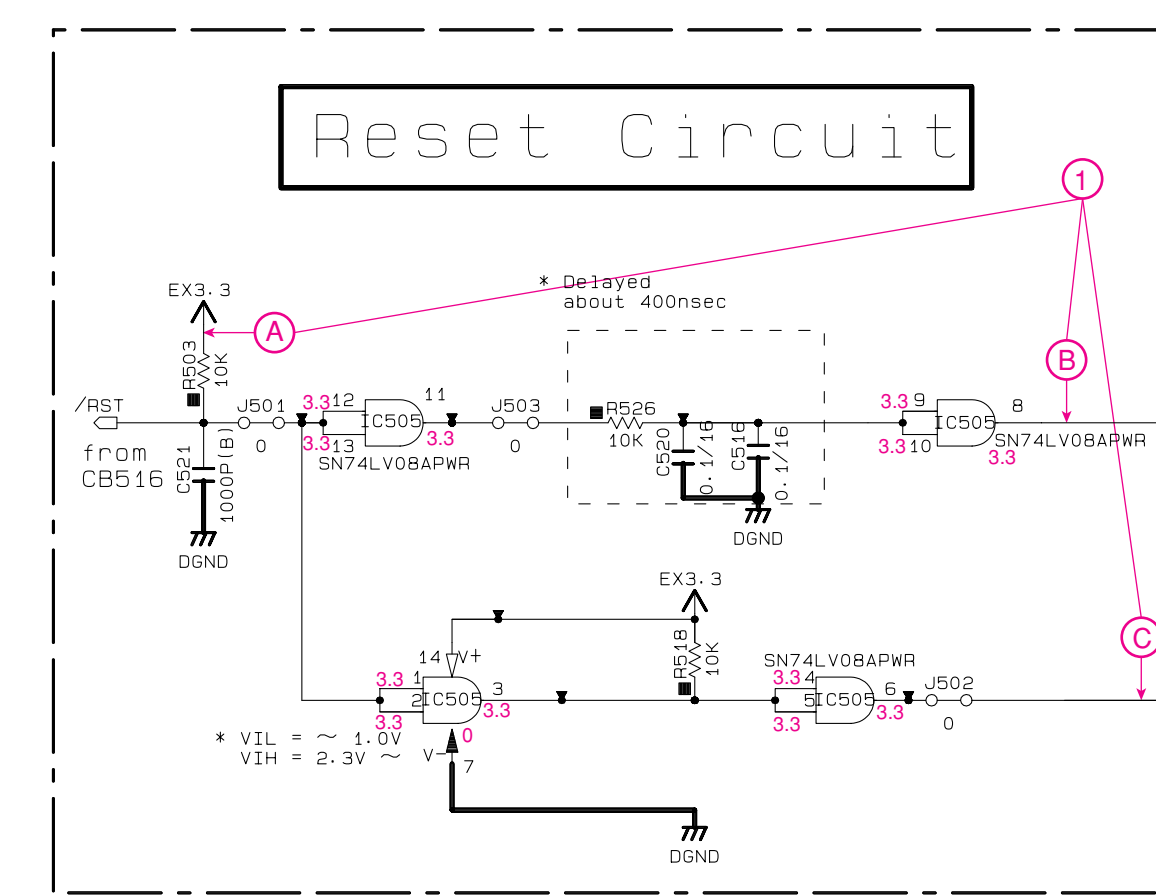 Reset Circuit
1
* Delayed
about 400nsec
EX3.3
A
R503
10K
B
/RST
J501
0
3.3 12
3.3 13
IC505
11
3.3
SN74LV08APWR
J503
0
R526
10K
C520
0.1/16
C516
0.1/16
DGND
3.3 9
3.3 10
IC505
8
SN74LV08APWR
3.3
from
CB516
C521
1000P(B)
DGND
EX3.3
R518
10K
C
14 V+
3.3 1
2
3.3
IC505
3
3.3
0
V-
7
* VIL = ～ 1.0V
VIH = 2.3V ～
SN74LV08APWR
3.3 4
5
3.3
IC505
6
3.3
J502
0
DGND